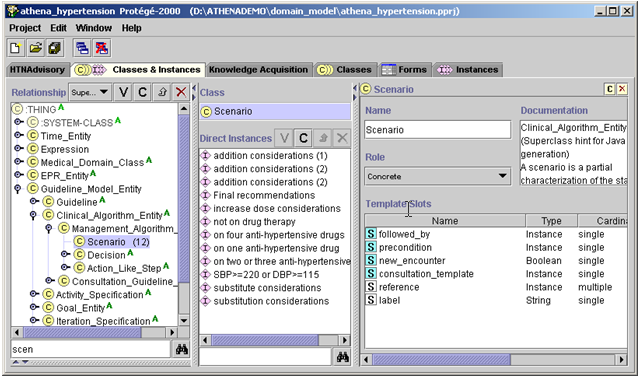 athena_hypertension Protégé-2000 (D:\ATHENADEMO\domain_model\athena_hypertension.pprj)
Project Edit Window Help
HTNAdvisory C Classes & Instances Knowledge Acquisition C Classes Forms Instances
Relationship Supe... V C X
C :THING A
C :SYSTEM-CLASS A
C Time_Entity A
C Expression
C Medical_Domain_Class A
C EPR_Entity A
C Guideline_Model_Entity
C Guideline A
C Clinical_Algorithm_Entity A
C Management_Algorithm_
C Scenario (12)
C Decision A
C Action_Like_Step A
C Consultation_Guideline_
C Activity_Specification A
C Goal_Entity A
C Iteration_Specification A
scen
Class
C Scenario
Direct Instances V C X
addition considerations (1)
addition considerations (2)
addition considerations (2)
Final recommendations
increase dose considerations
not on drug therapy
on four anti-hypertensive drugs
on one anti-hypertensive drug
on two or three anti-hypertensive
SBP>=220 or DBP>=115
substitute considerations
substitution considerations
C Scenario C X
Name
Scenario
Role
Concrete
Documentation
Clinical_Algorithm_Entity
(Superclass hint for Java
generation)
A scenario is a partial
characterization of the sta
Template Slots
Name Type Cardina
S followed_by Instance single
S precondition Instance single
S new_encounter Boolean single
S consultation_template Instance single
S reference Instance multiple
S label String single